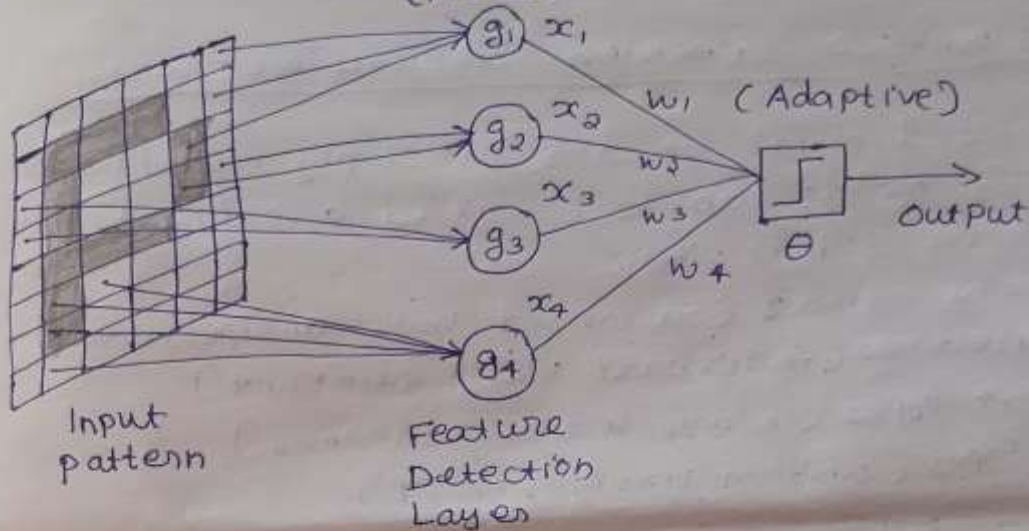 g1 x1
w1 (Adaptive)
g2 x2
w2
g3 x3
w3
θ
output
w4
g4 x4
Input
pattern
Feature
Detection
Layer